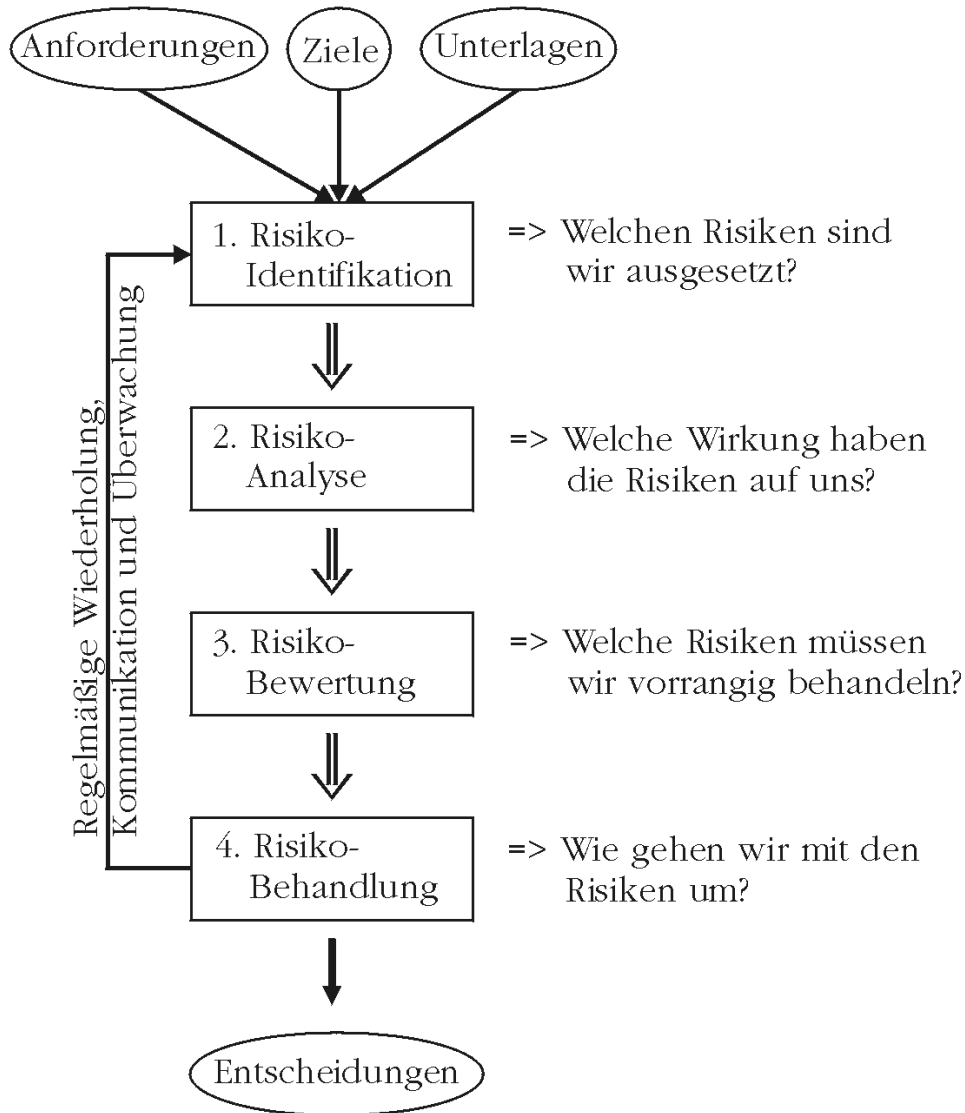 Anforderungen
Ziele
Unterlagen
1. Risiko-
Identifikation
=> Welchen Risiken sind
wir ausgesetzt?
2. Risiko-
Analyse
=> Welche Wirkung haben
die Risiken auf uns?
3. Risiko-
Bewertung
=> Welche Risiken müssen
wir vorrangig behandeln?
4. Risiko-
Behandlung
=> Wie gehen wir mit den
Risiken um?
Regelmäßige Wiederholung,
Kommunikation und Überwachung
Entscheidungen